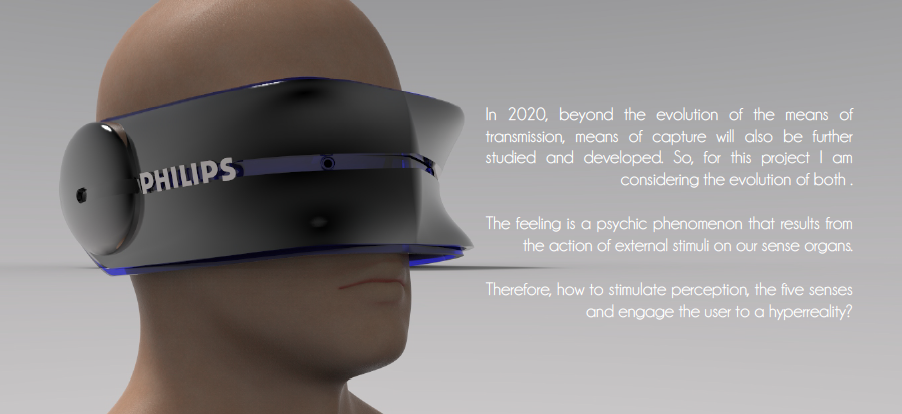 PHILIPS
In 2020, beyond the evolution of the means of
transmission, means of capture will also be further
studied and developed. So, for this project I am
considering the evolution of both .
The feeling is a psychic phenomenon that results from
the action of external stimuli on our sense organs.
Therefore, how to stimulate perception, the five senses
and engage the user to a hyperreality?